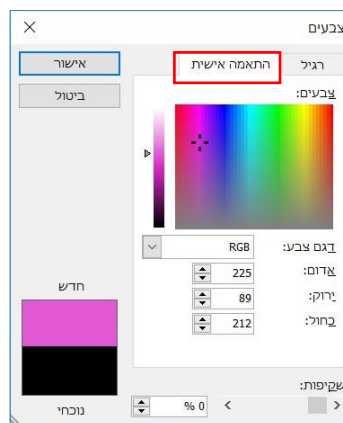 צבעים
רגיל
התאמה אישית
אישור
ביטול
צבעים:
דגם צבע: RGB
אדום: 225
ירוק: 89
כחול: 212
חדש
נוכחי
שקיפות:
0 %